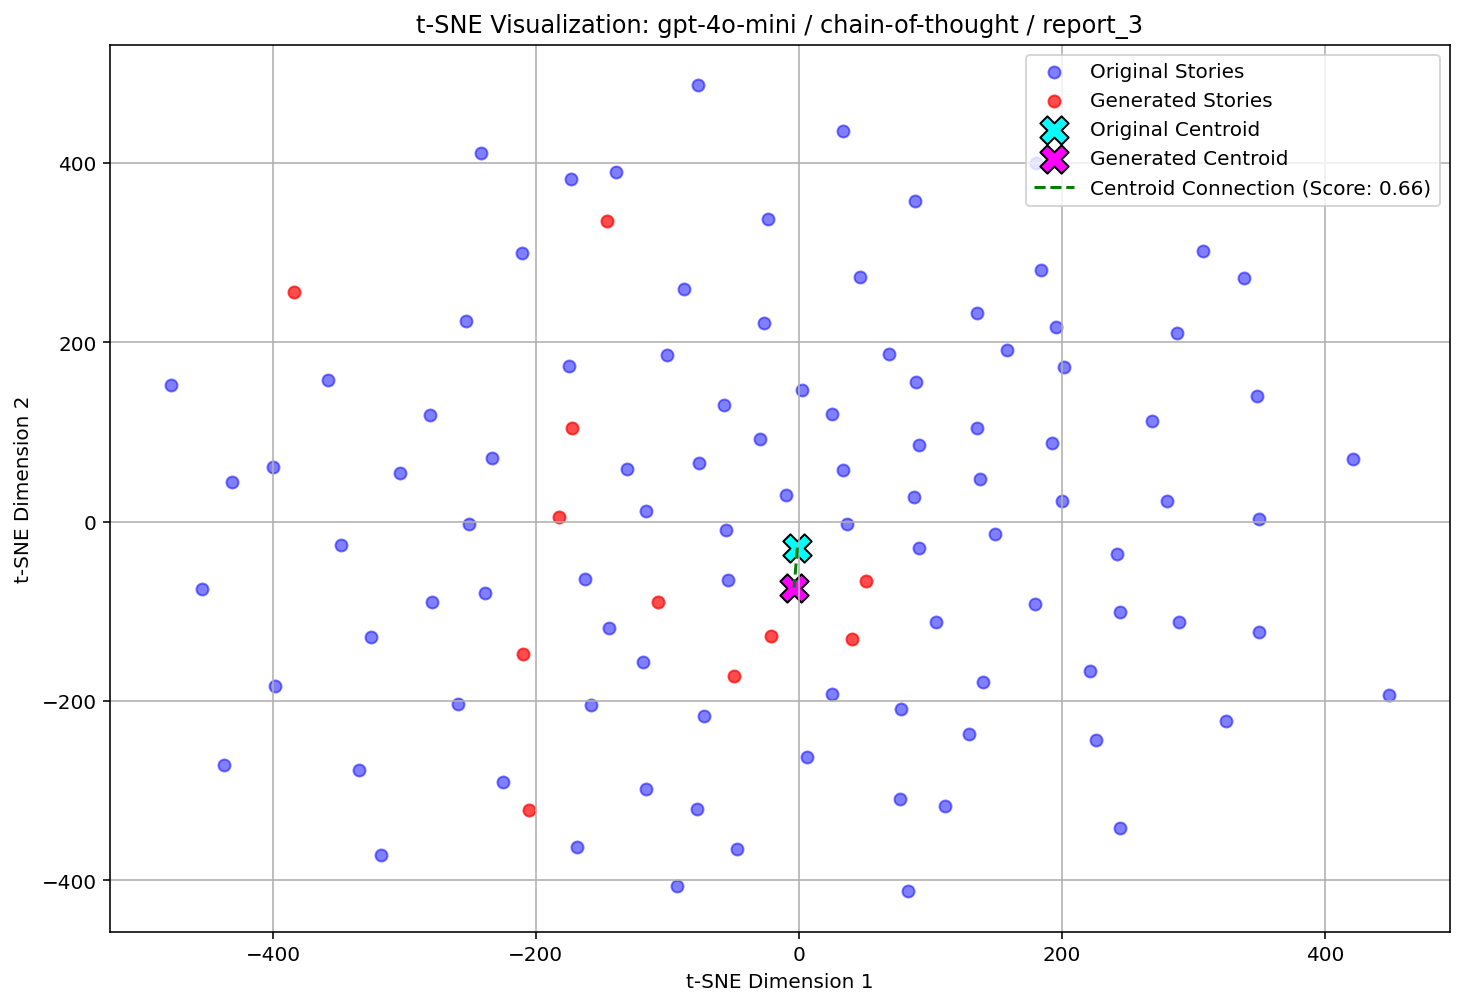 t-SNE Visualization: gpt-4o-mini / chain-of-thought / report_3
Original Stories
Generated Stories
Original Centroid
Generated Centroid
Centroid Connection (Score: 0.66)
400
200
0
−200
−400
t-SNE Dimension 2
−400
−200
0
200
400
t-SNE Dimension 1